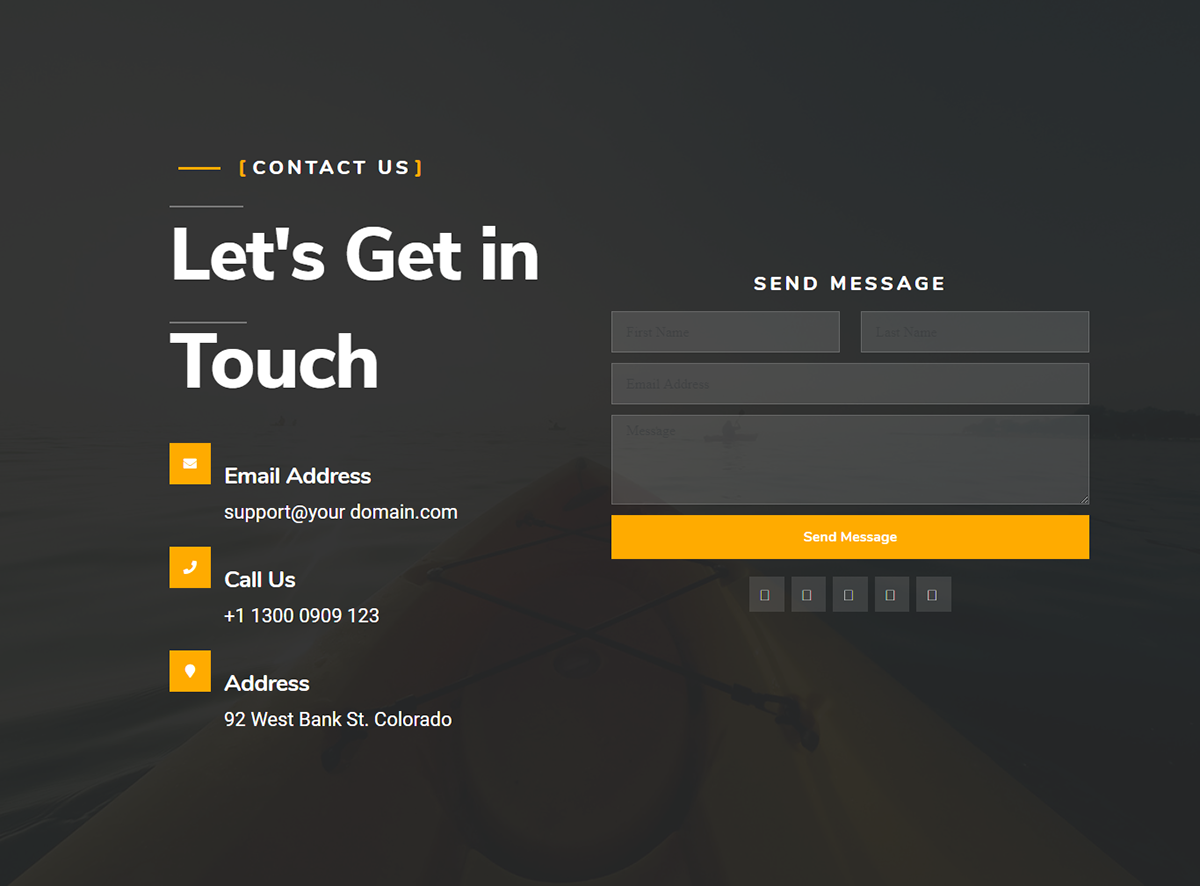 [ CONTACT US ]
Let's Get in
Touch
Email Address
support@your domain.com
Call Us
+1 1300 0909 123
Address
92 West Bank St. Colorado
SEND MESSAGE
First Name
Last Name
Email Address
Message
Send Message